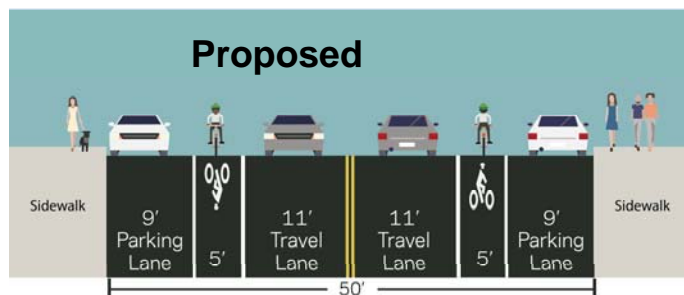 Proposed
Sidewalk
9'
Parking
Lane
5'
11'
Travel
Lane
11'
Travel
Lane
5'
9'
Parking
Lane
Sidewalk
50'